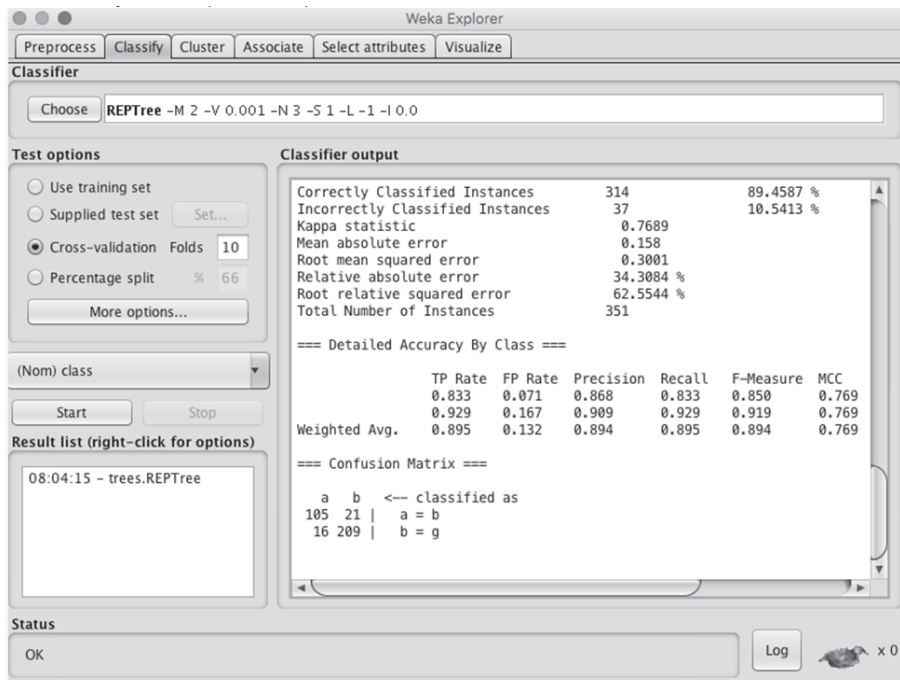 Weka Explorer
Preprocess Classify Cluster Associate Select attributes Visualize
Classifier
Choose REPTree -M 2 -V 0.001 -N 3 -S 1 -L -1 -I 0.0
Test options
Use training set
Supplied test set Set...
Cross-validation Folds 10
Percentage split % 66
More options...
(Nom) class
Start Stop
Result list (right-click for options)
08:04:15 - trees.REPTree
Classifier output
Correctly Classified Instances 314 89.4587 %
Incorrectly Classified Instances 37 10.5413 %
Kappa statistic 0.7689
Mean absolute error 0.158
Root mean squared error 0.3001
Relative absolute error 34.3084 %
Root relative squared error 62.5544 %
Total Number of Instances 351
=== Detailed Accuracy By Class ===
TP Rate FP Rate Precision Recall F-Measure MCC
0.833 0.071 0.868 0.833 0.850 0.769
0.929 0.167 0.909 0.929 0.919 0.769
Weighted Avg. 0.895 0.132 0.894 0.895 0.894 0.769
=== Confusion Matrix ===
a b <-- classified as
105 21 | a = b
16 209 | b = g
Status
OK
Log
x 0